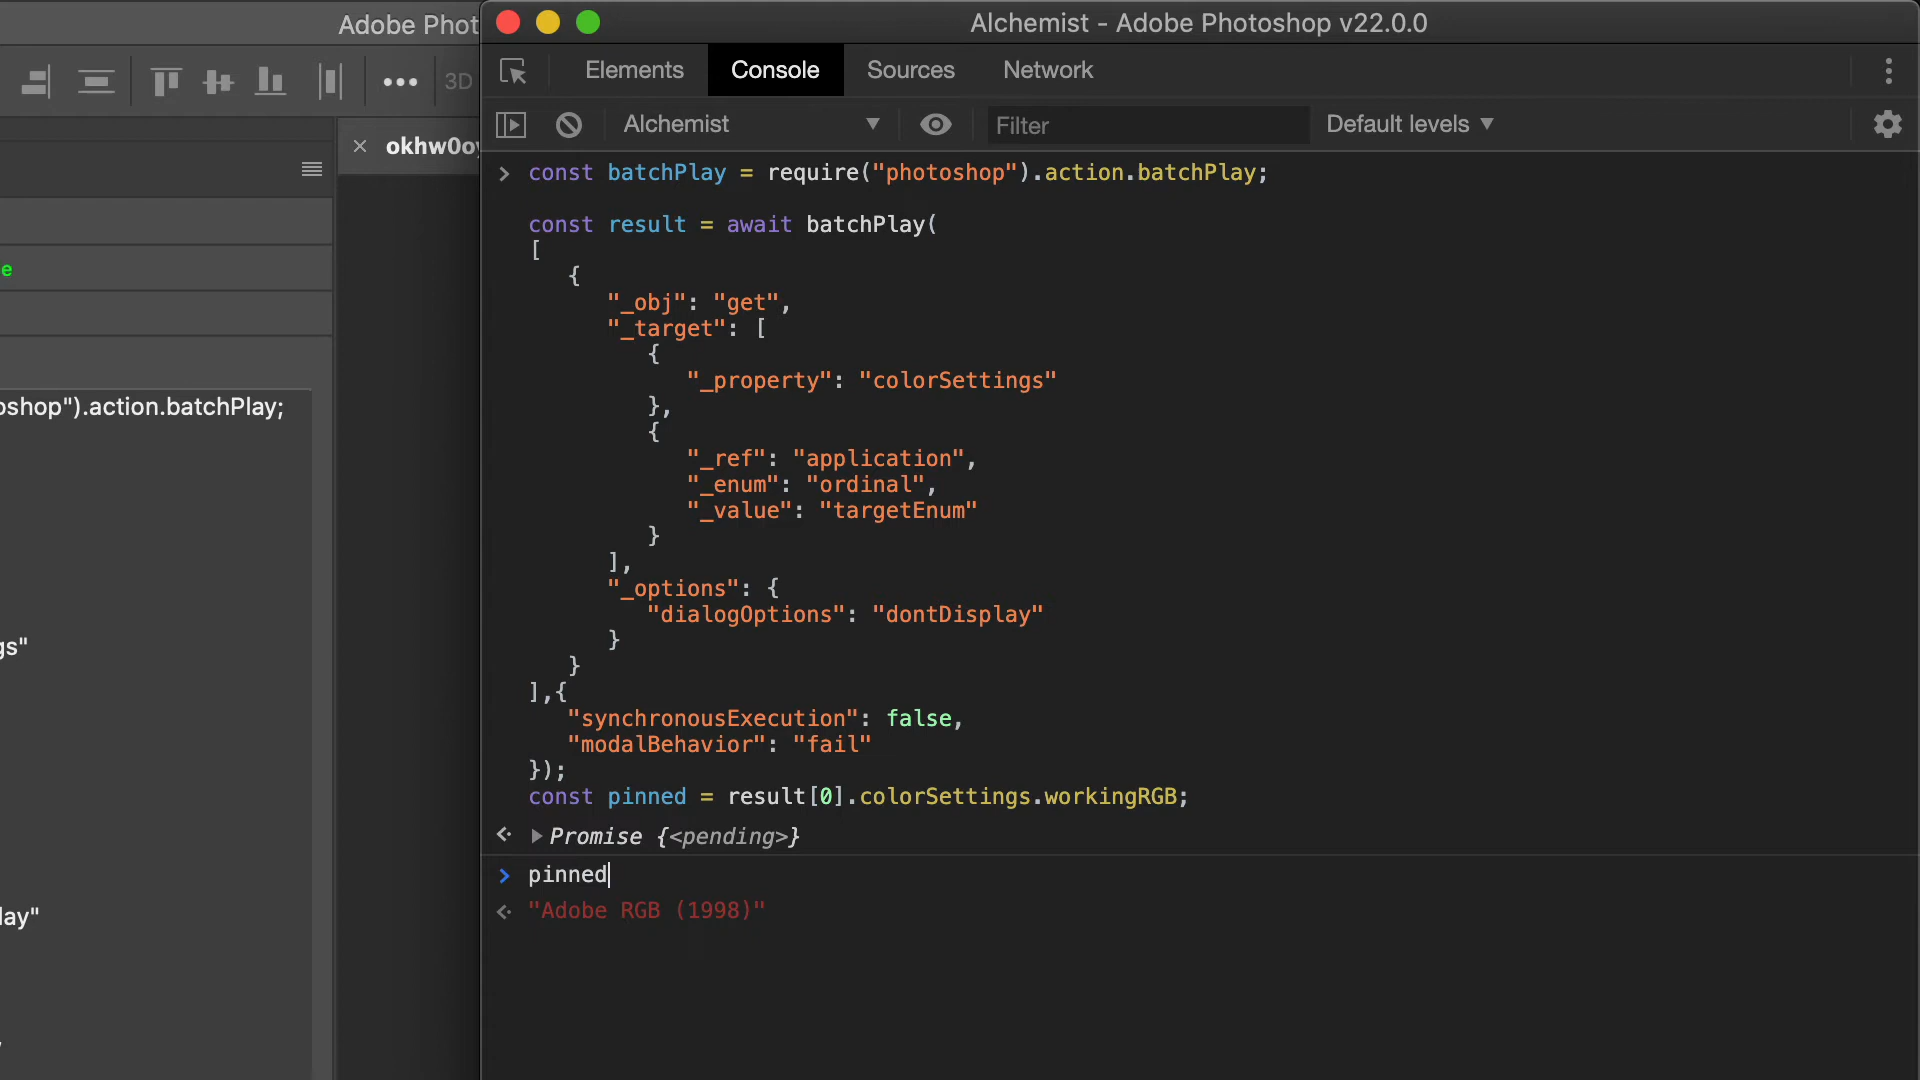 Adobe Phot
3D
okhw0oy
e
oshop").action.batchPlay;
gs"
lay"
Alchemist - Adobe Photoshop v22.0.0
Elements Console Sources Network
Alchemist Filter Default levels
const batchPlay = require("photoshop").action.batchPlay;
const result = await batchPlay(
[
{
"_obj": "get",
"_target": [
{
"_property": "colorSettings"
},
{
"_ref": "application",
"_enum": "ordinal",
"_value": "targetEnum"
}
],
"_options": {
"dialogOptions": "dontDisplay"
}
}
],{
"synchronousExecution": false,
"modalBehavior": "fail"
});
const pinned = result[0].colorSettings.workingRGB;
Promise {<pending>}
pinned
"Adobe RGB (1998)"